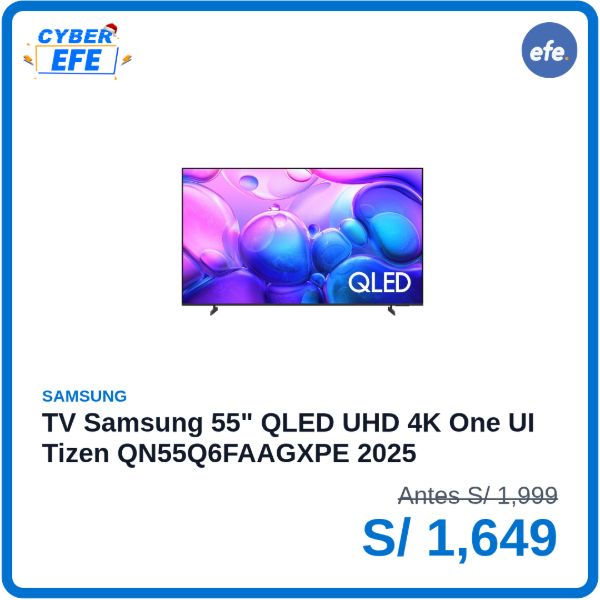 CYBER
EFE
efe.
QLED
SAMSUNG
TV Samsung 55" QLED UHD 4K One UI
Tizen QN55Q6FAAGXPE 2025
Antes S/ 1,999
S/ 1,649